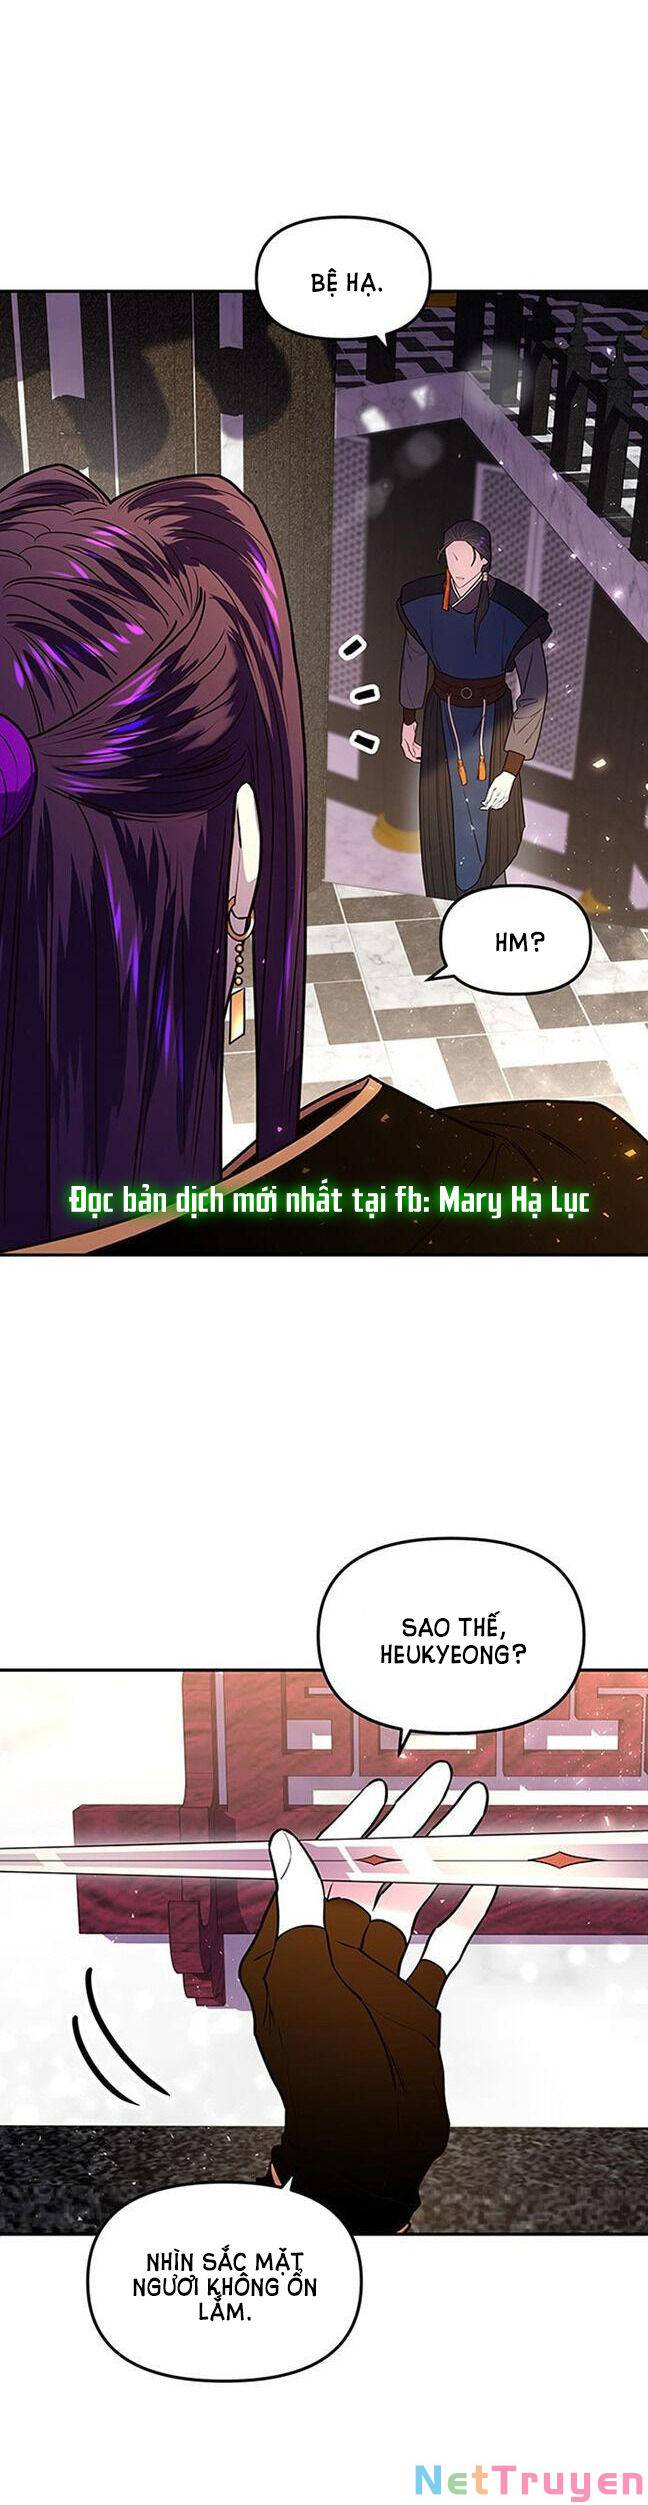 BỆ HẠ.
HM?
Đọc bản dịch mới nhất tại fb: Mary Hạ Lục
SAO THẾ,
HEUKYEONG?
NHÌN SẮC MẶT
NGƯƠI KHÔNG ỔN
LẮM.
NetTruyen